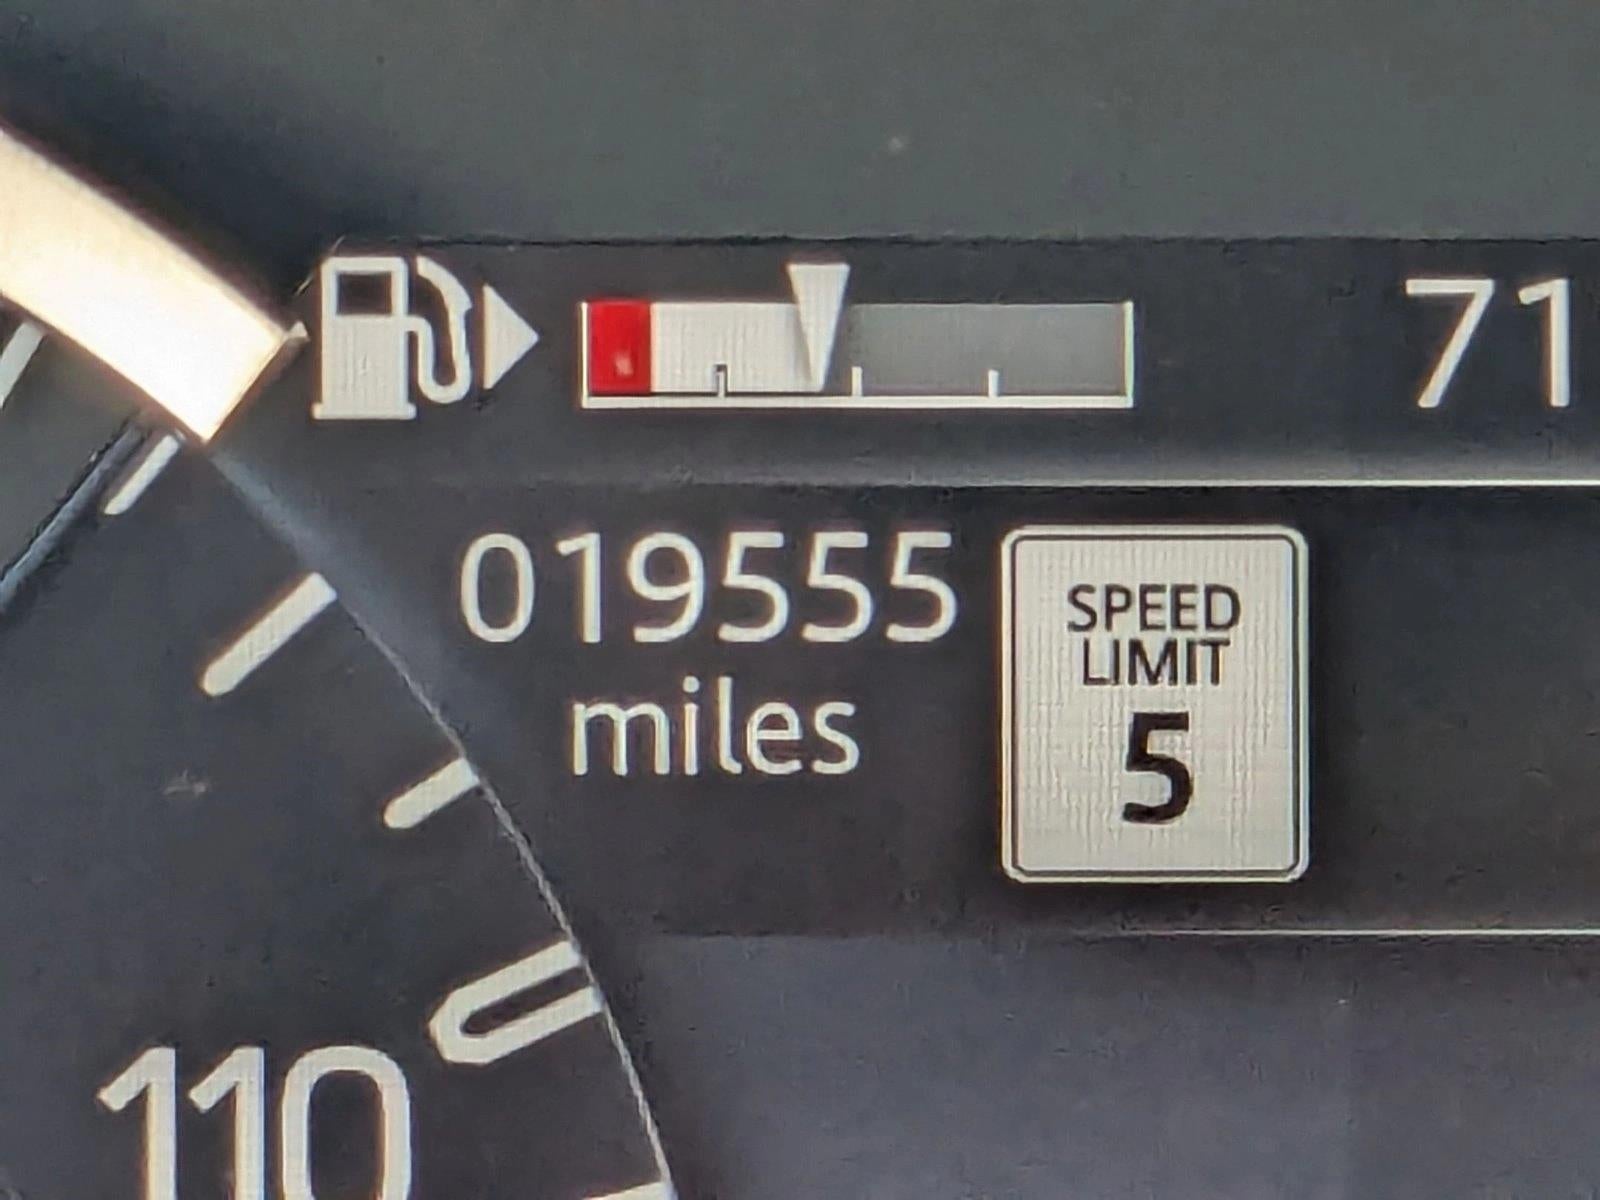 71
019555
miles
SPEED
LIMIT
5
110